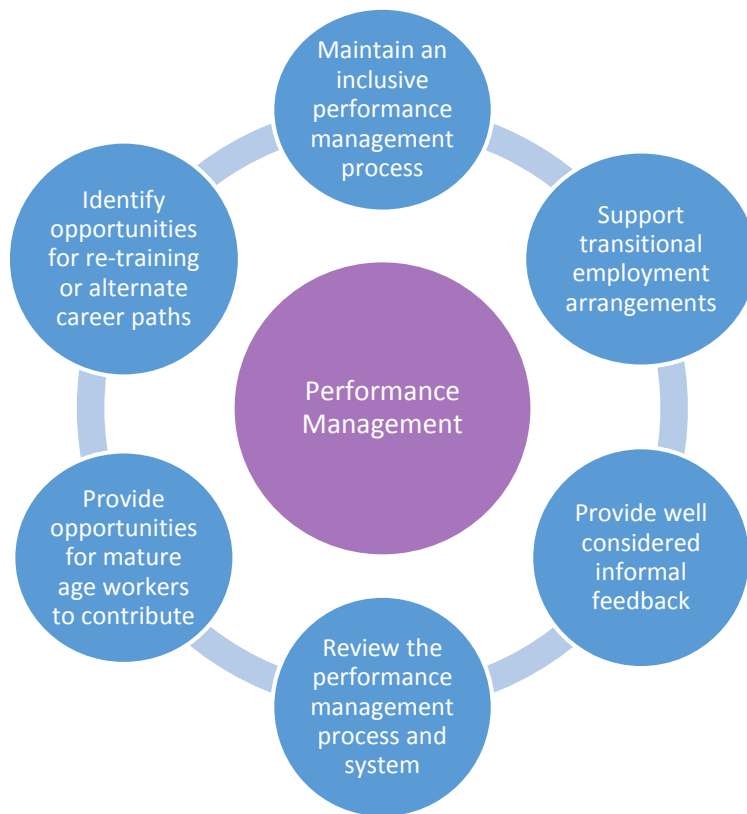 Maintain an
inclusive
performance
management
process
Support
transitional
employment
arrangements
Provide well
considered
informal
feedback
Review the
performance
management
process and
system
Provide
opportunities
for mature
age workers
to contribute
Identify
opportunities
for re-training
or alternate
career paths
Performance
Management